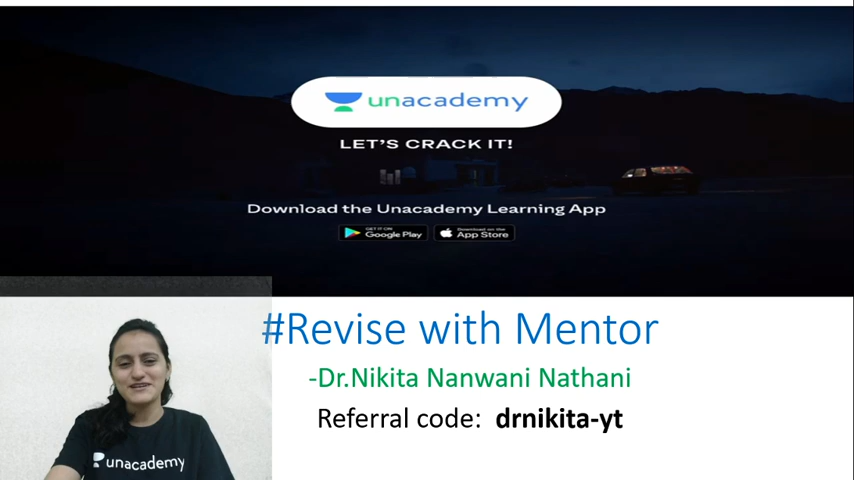 unacademy
LET'S CRACK IT!
Download the Unacademy Learning App
GET IT ON
Google Play
Download on the
App Store
#Revise with Mentor
-Dr.Nikita Nanwani Nathani
Referral code: drnikita-yt
unacademy